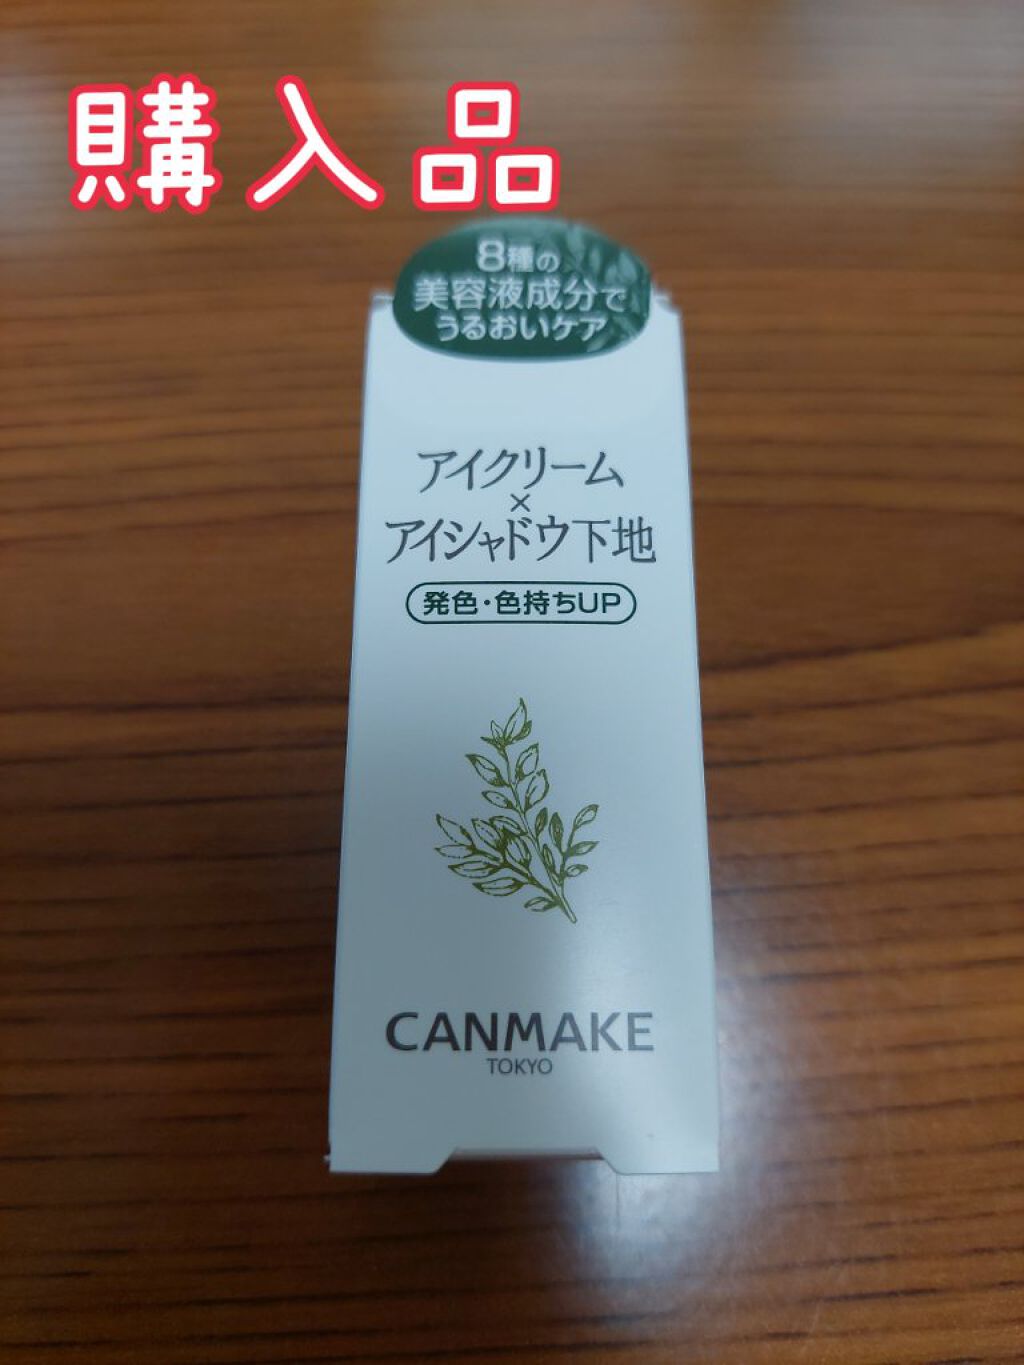 購入品
8種の
美容液成分で
うるおいケア
アイクリーム
×
アイシャドウ下地
発色・色持ちUP
CANMAKE
TOKYO